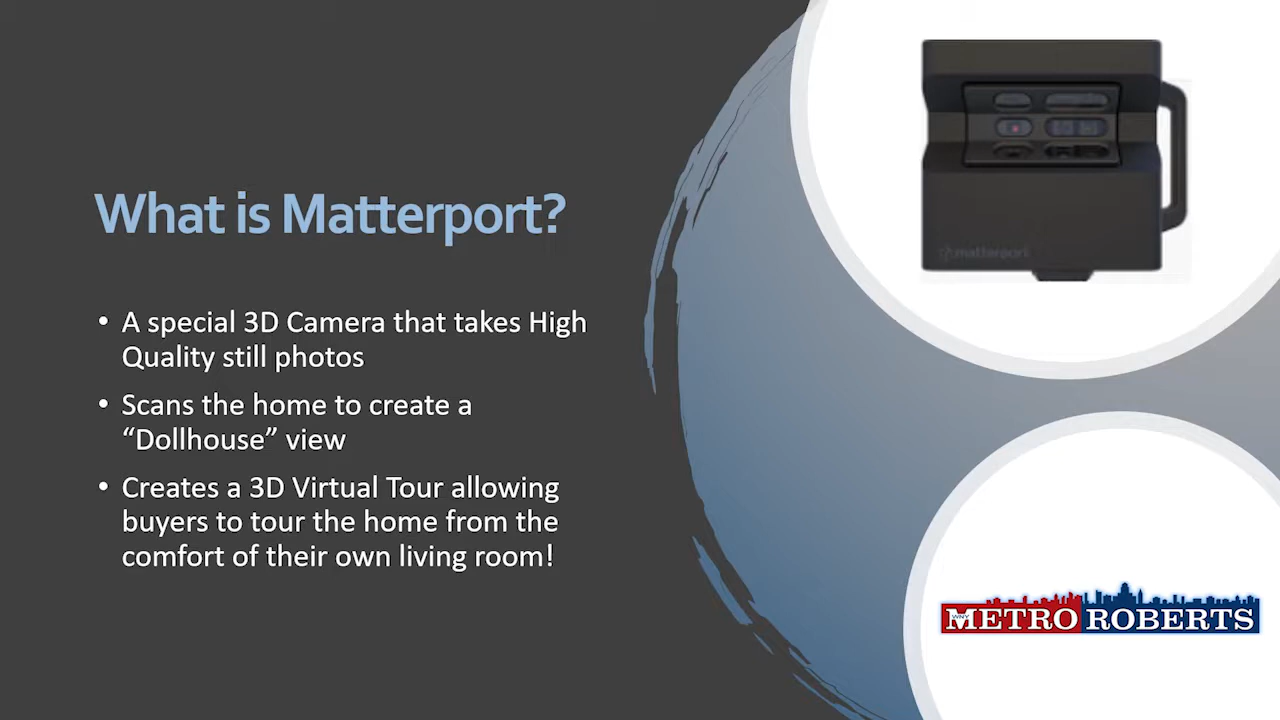 What is Matterport?
• A special 3D Camera that takes High
Quality still photos
• Scans the home to create a
“Dollhouse” view
• Creates a 3D Virtual Tour allowing
buyers to tour the home from the
comfort of their own living room!
matterport
WNY METRO ROBERTS